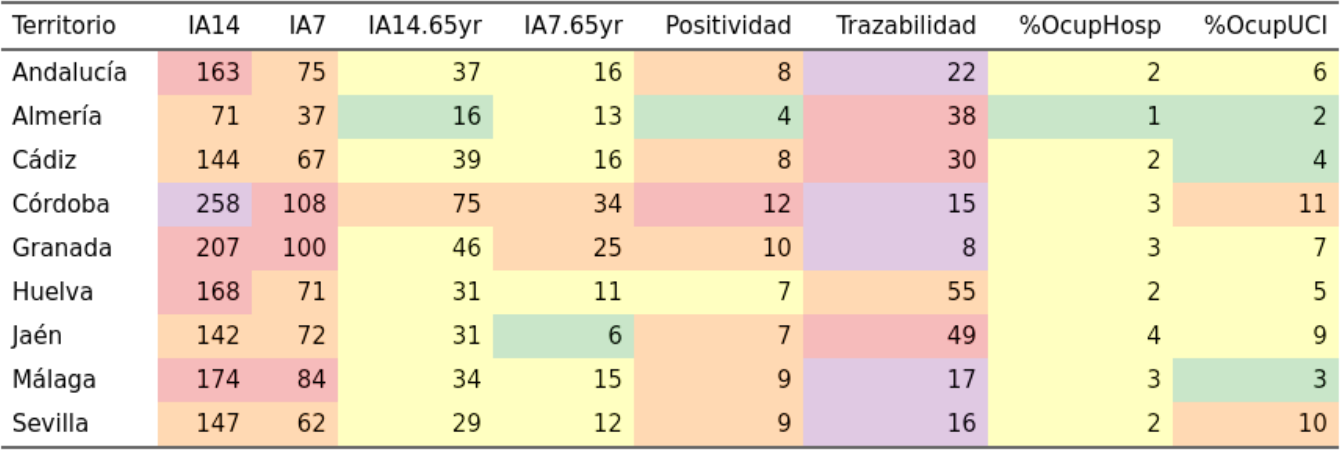 Territorio IA14 IA7 IA14.65yr IA7.65yr Positividad Trazabilidad %OcupHosp %OcupUCI
Andalucía 163 75 37 16 8 22 2 6
Almería 71 37 16 13 4 38 1 2
Cádiz 144 67 39 16 8 30 2 4
Córdoba 258 108 75 34 12 15 3 11
Granada 207 100 46 25 10 8 3 7
Huelva 168 71 31 11 7 55 2 5
Jaén 142 72 31 6 7 49 4 9
Málaga 174 84 34 15 9 17 3 3
Sevilla 147 62 29 12 9 16 2 10